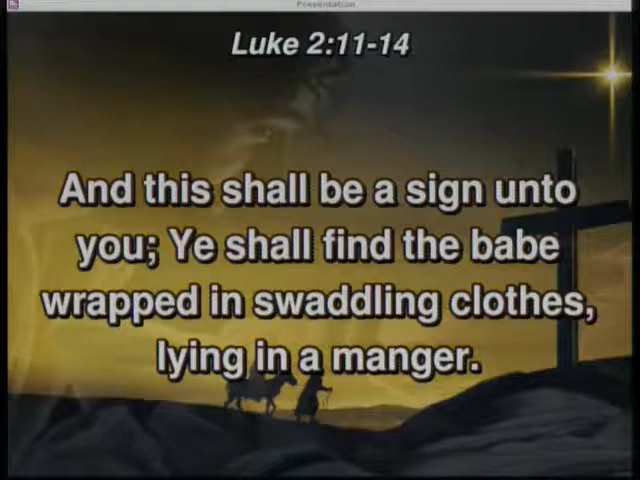 Presentation
Luke 2:11-14
And this shall be a sign unto
you; Ye shall find the babe
wrapped in swaddling clothes,
lying in a manger.